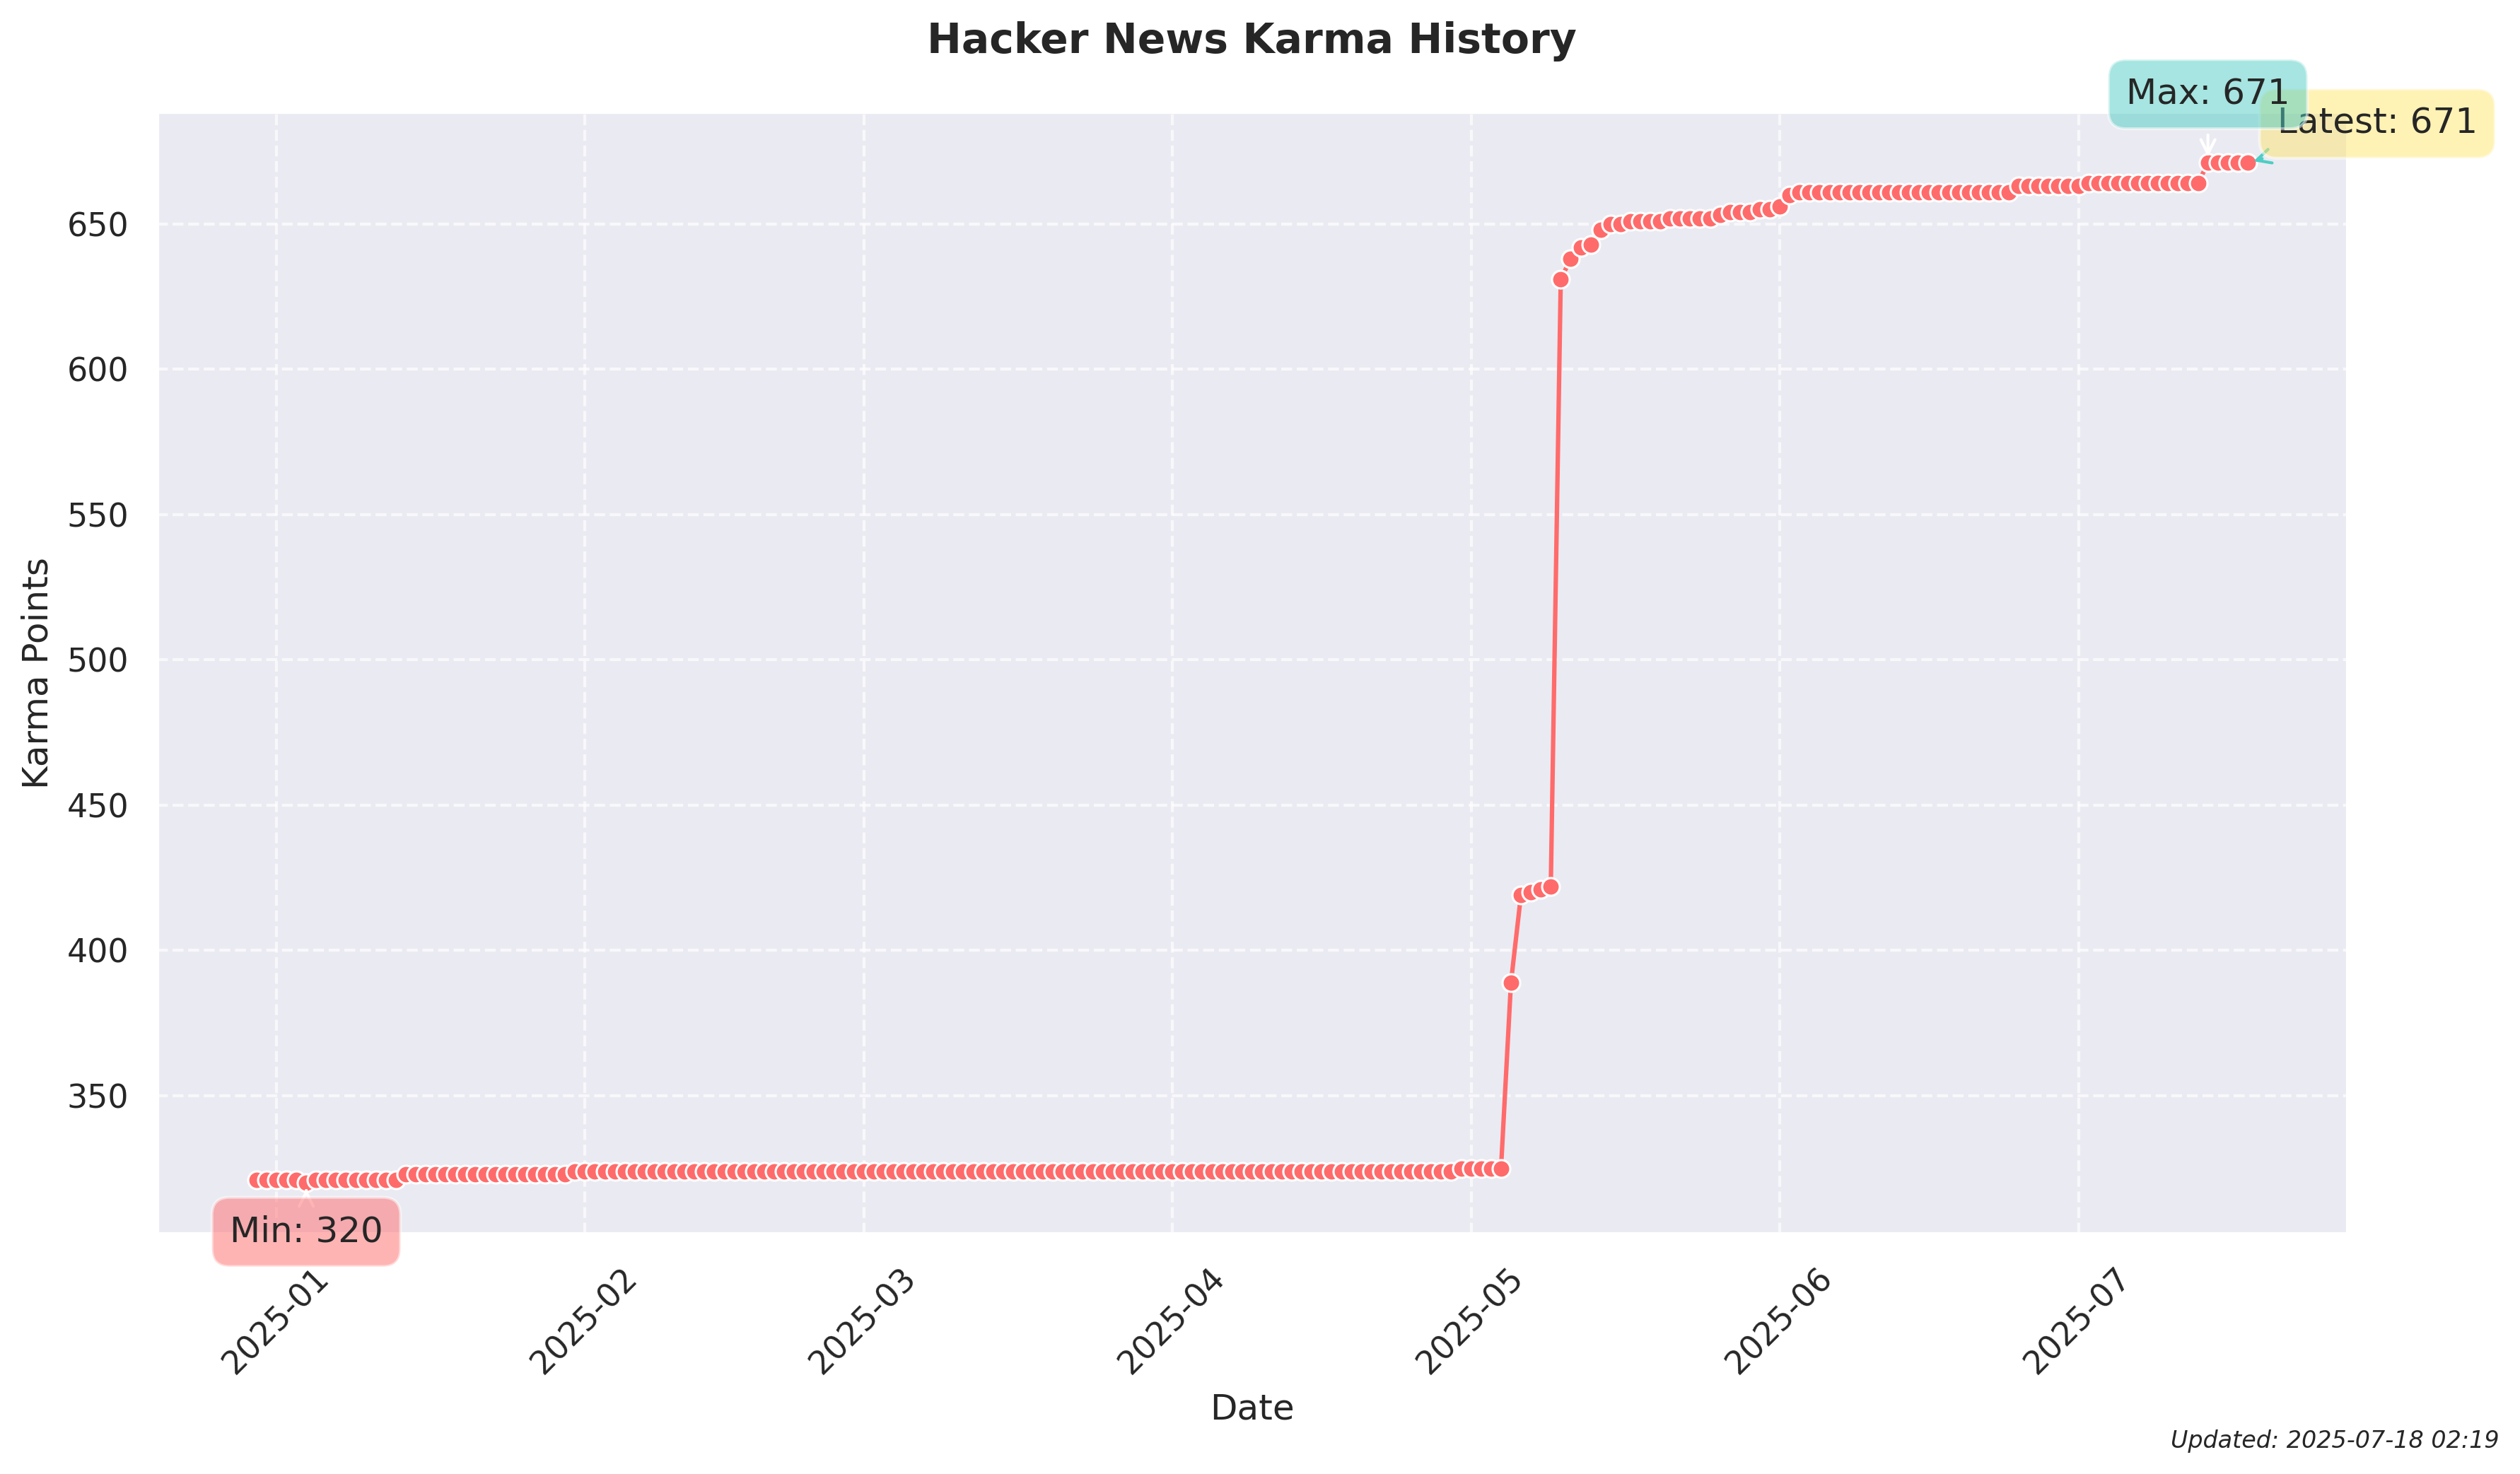 Hacker News Karma History
Max: 671
Latest: 671
650
600
550
500
450
400
350
Karma Points
Min: 320
2025-01
2025-02
2025-03
2025-04
2025-05
2025-06
2025-07
Date
Updated: 2025-07-18 02:19